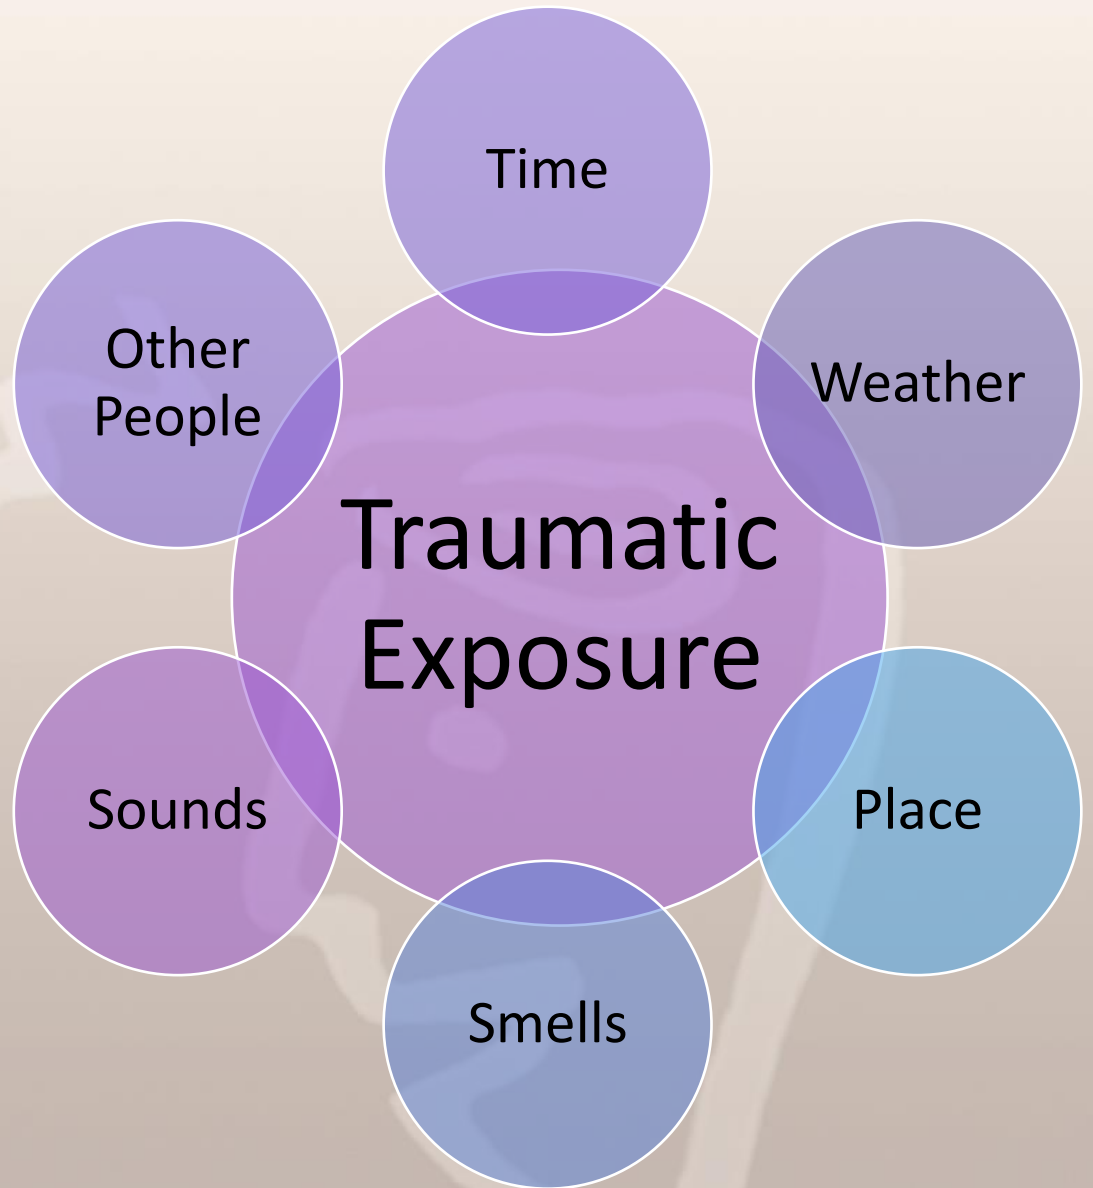 Time
Other
People
Weather
Traumatic
Exposure
Sounds
Place
Smells